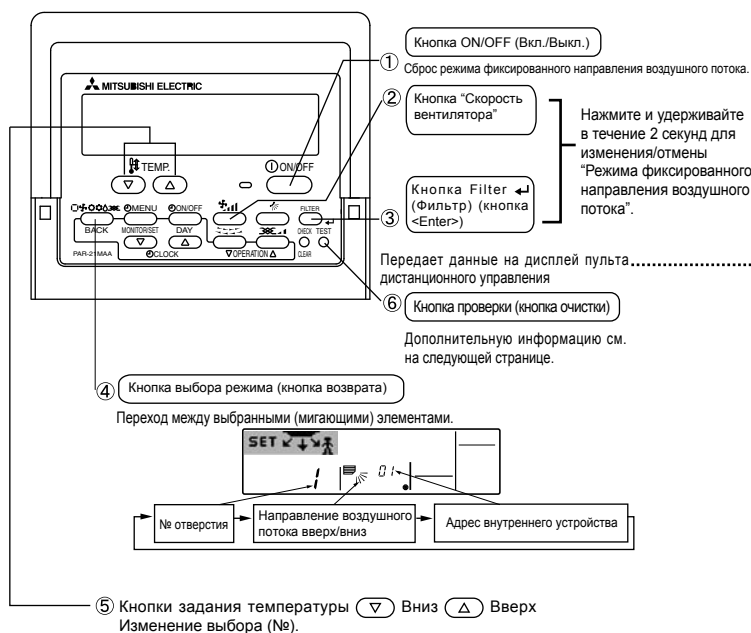 Кнопка ON/OFF (Вкл./Выкл.)
① Сброс режима фиксированного направления воздушного потока.
MITSUBISHI ELECTRIC
TEMP.
ON/OFF
MENU
ON/OFF
FILTER
BACK
MONITOR/SET
DAY
CHECK
TEST
PAR-21MAA
CLOCK
▽OPERATION△
CLEAR
② Кнопка “Скорость
вентилятора”
③ Кнопка Filter ↵
(Фильтр) (кнопка
<Enter>)
Нажмите и удерживайте
в течение 2 секунд для
изменения/отмены
“Режима фиксированного
направления воздушного
потока”.
Передает данные на дисплей пульта
дистанционного управления
⑥ Кнопка проверки (кнопка очистки)
Дополнительную информацию см.
на следующей странице.
④ Кнопка выбора режима (кнопка возврата)
Переход между выбранными (мигающими) элементами.
SET
1
01
№ отверстия
Направление воздушного
потока вверх/вниз
Адрес внутреннего устройства
⑤ Кнопки задания температуры ▽ Вниз △ Вверх
Изменение выбора (№).